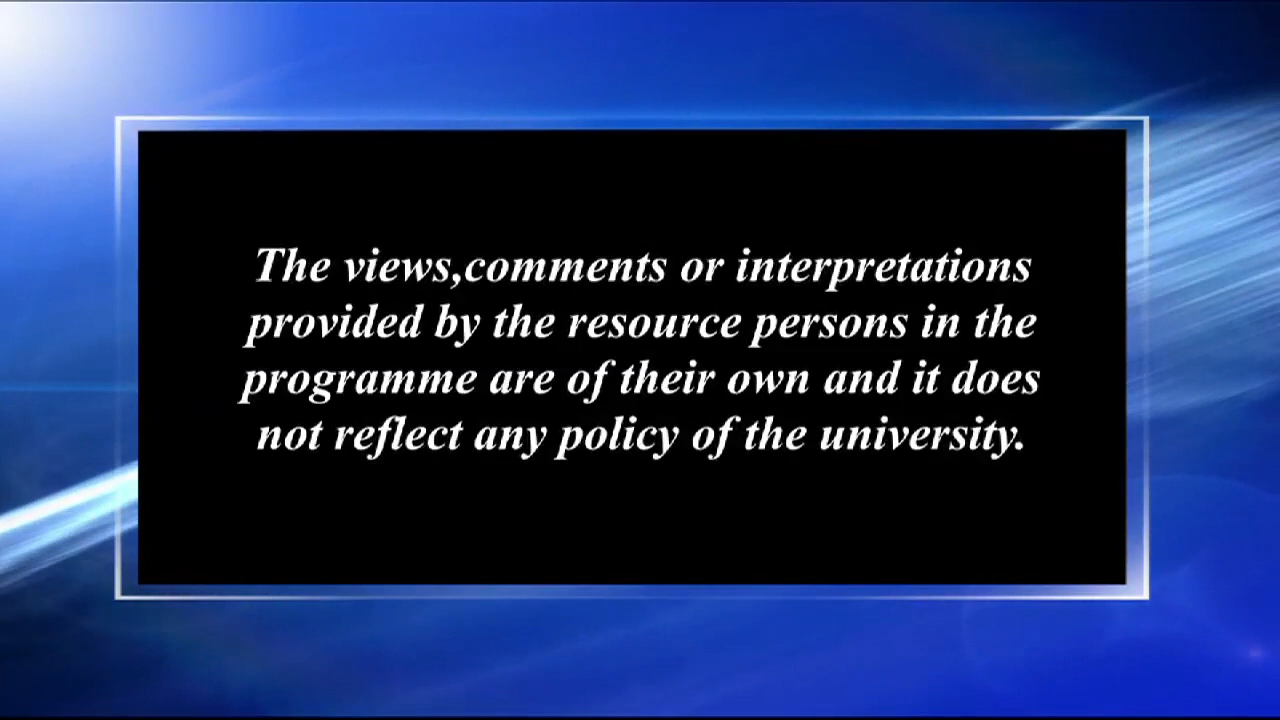 The views,comments or interpretations
provided by the resource persons in the
programme are of their own and it does
not reflect any policy of the university.